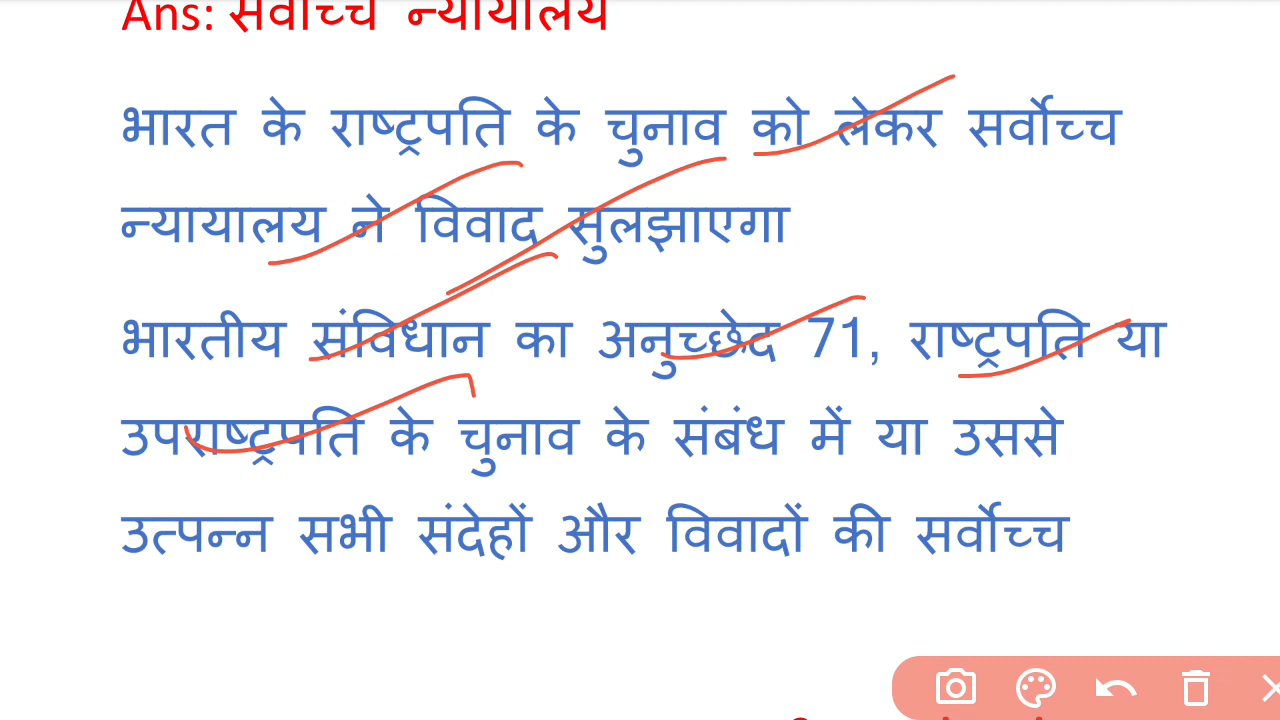 Ans: सर्वोच्च न्यायालय
भारत के राष्ट्रपति के चुनाव को लेकर सर्वोच्च
न्यायालय ने विवाद सुलझाएगा
भारतीय संविधान का अनुच्छेद 71, राष्ट्रपति या
उपराष्ट्रपति के चुनाव के संबंध में या उससे
उत्पन्न सभी संदेहों और विवादों की सर्वोच्च